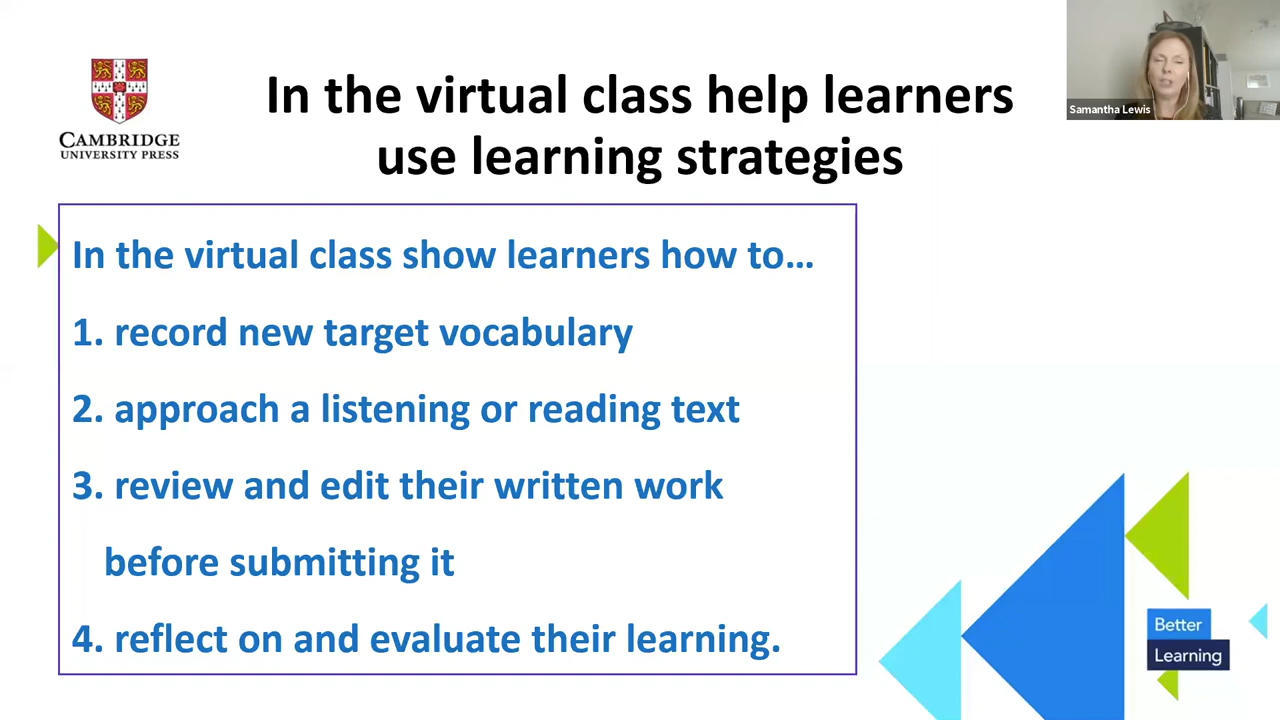 CAMBRIDGE
UNIVERSITY PRESS
In the virtual class help learners
use learning strategies
Samantha Lewis
In the virtual class show learners how to...
1. record new target vocabulary
2. approach a listening or reading text
3. review and edit their written work
before submitting it
4. reflect on and evaluate their learning.
Better
Learning